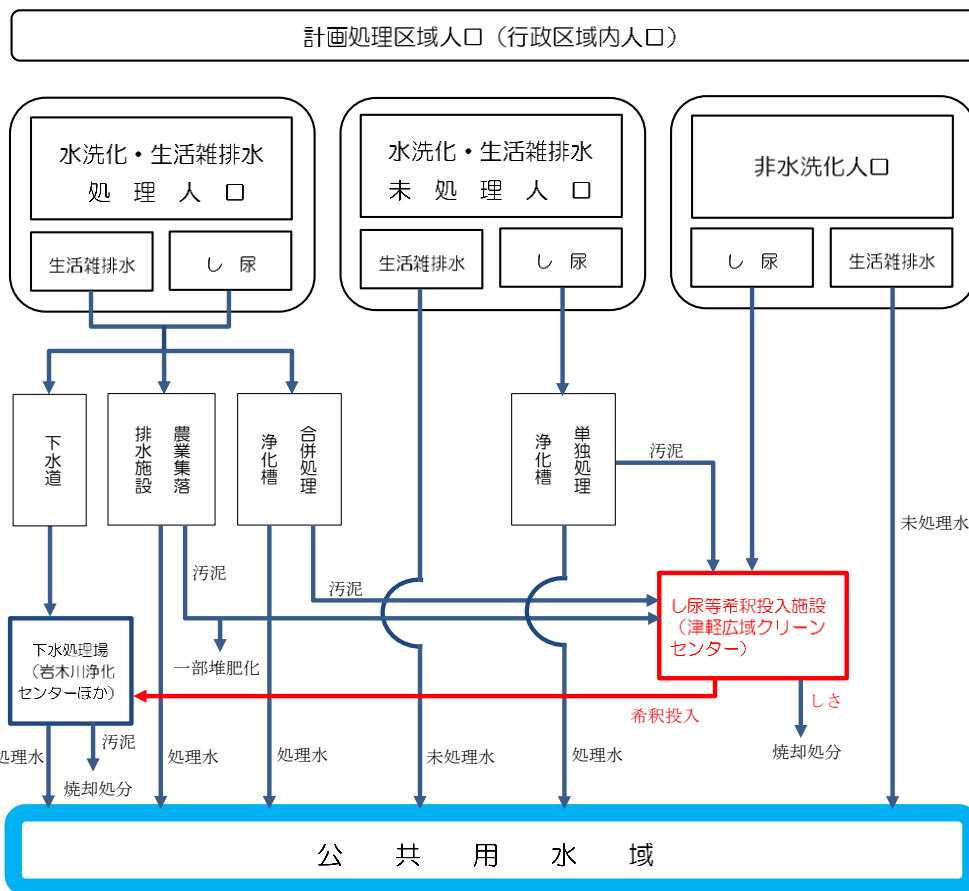 計画処理区域人口(行政区域内人口)
水洗化・生活雑排水
処理人口
生活雑排水
し尿
水洗化・生活雑排水
未処理人口
生活雑排水
し尿
非水洗化人口
し尿
生活雑排水
下水道
農業集落
排水施設
合併処理
浄化槽
単独処理
浄化槽
汚泥
未処理水
汚泥
汚泥
し尿等希釈投入施設
(津軽広域クリーン
センター)
下水処理場
(岩木川浄化
センターほか)
一部堆肥化
希釈投入
しさ
処理水
汚泥
焼却処分
処理水
処理水
未処理水
処理水
焼却処分
公共用水域